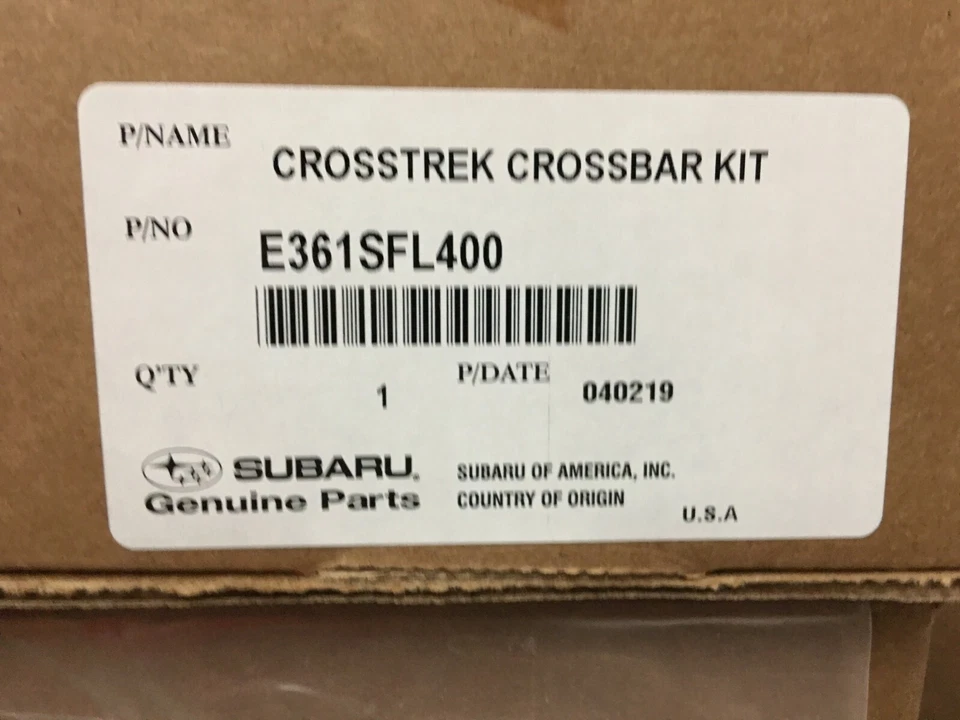 P/NAME
CROSSTREK CROSSBAR KIT
P/NO
E361SFL400
Q'TY 1 P/DATE 040219
SUBARU.
Genuine Parts
SUBARU OF AMERICA, INC.
COUNTRY OF ORIGIN
U.S.A